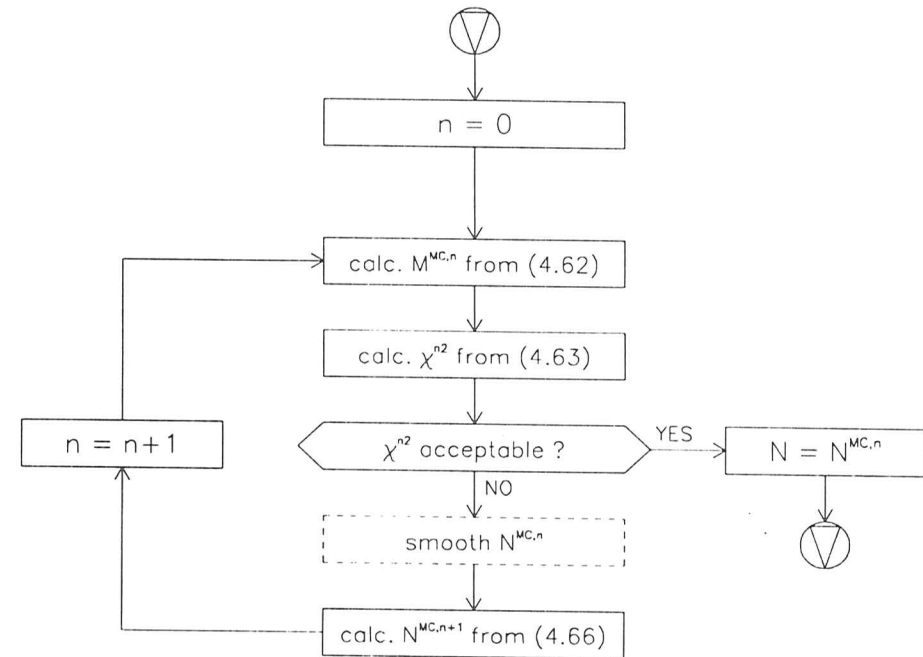 n = 0
calc. M^MC,n from (4.62)
calc. χ^n2 from (4.63)
n = n+1
χ^n2 acceptable ?
YES
N = N^MC,n
NO
smooth N^MC,n
calc. N^MC,n+1 from (4.66)